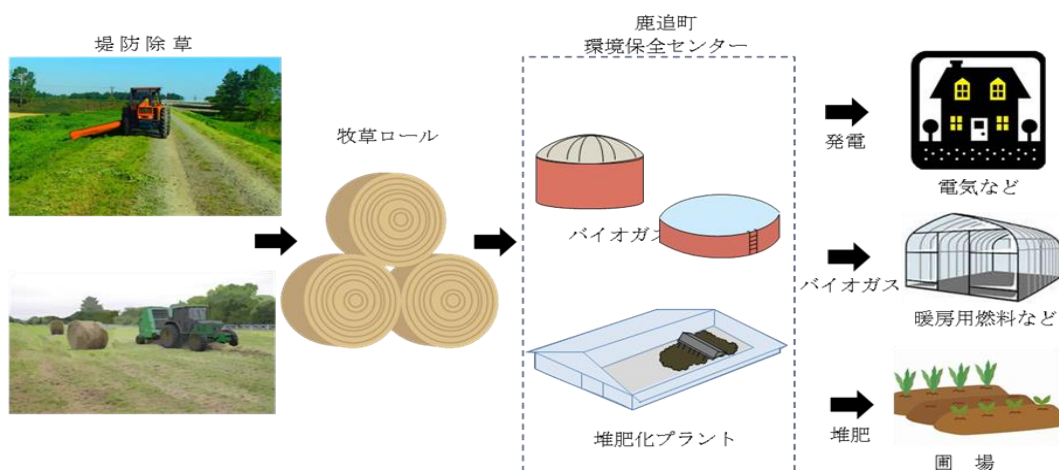 堤防除草
牧草ロール
鹿追町
環境保全センター
バイオガス
堆肥化プラント
発電
電気など
バイオガス
暖房用燃料など
堆肥
圃 場